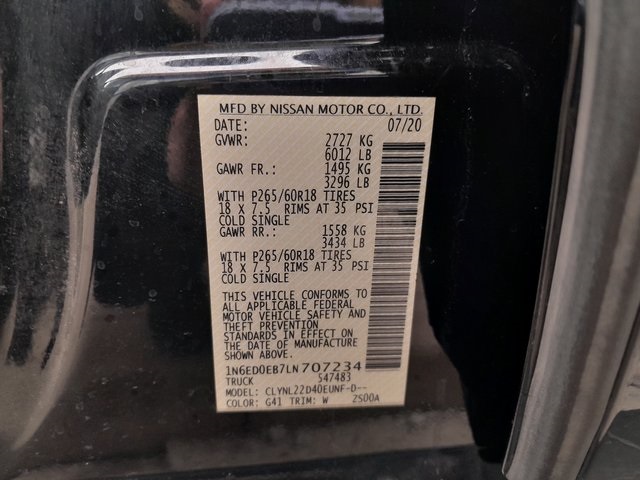 MFD BY NISSAN MOTOR CO., LTD.
DATE: 07/20
GVWR: 2727 KG
6012 LB
GAWR FR.: 1495 KG
3296 LB
WITH P265/60R18 TIRES
18 X 7.5 RIMS AT 35 PSI
COLD SINGLE
GAWR RR.: 1558 KG
3434 LB
WITH P265/60R18 TIRES
18 X 7.5 RIMS AT 35 PSI
COLD SINGLE
THIS VEHICLE CONFORMS TO
ALL APPLICABLE FEDERAL
MOTOR VEHICLE SAFETY AND
THEFT PREVENTION
STANDARDS IN EFFECT ON
THE DATE OF MANUFACTURE
SHOWN ABOVE.
1N6ED0EB7LN707234
TRUCK 547483
MODEL: CLYNL22D40EUNF-D--
COLOR: G41 TRIM: W 2500A